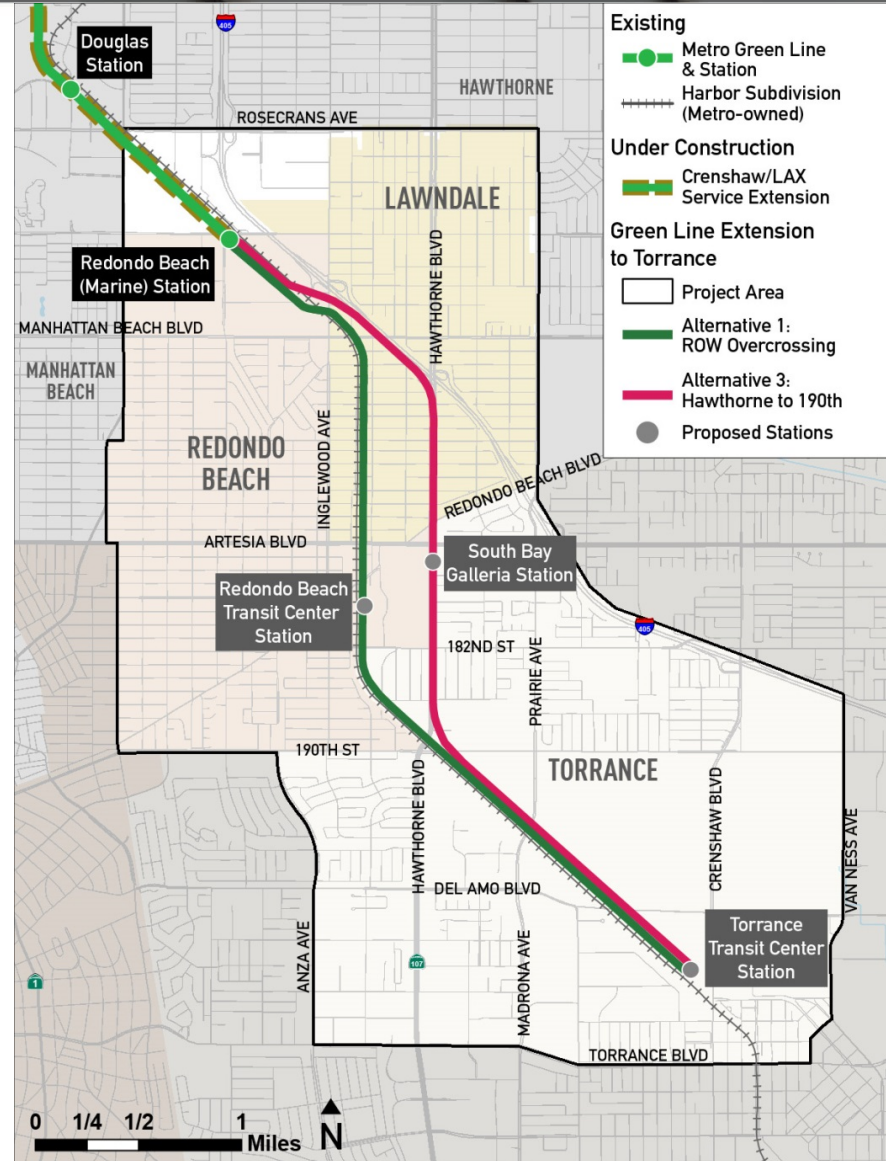 405
Douglas
Station
HAWTHORNE
ROSECRANS AVE
LAWNDALE
HAWTHORNE BLVD
Redondo Beach
(Marine) Station
MANHATTAN BEACH BLVD
MANHATTAN
BEACH
REDONDO
BEACH
INGLEWOOD AVE
REDONDO BEACH BLVD
ARTESIA BLVD
South Bay
Galleria Station
Redondo Beach
Transit Center
Station
405
182ND ST
PRAIRIE AVE
190TH ST
TORRANCE
HAWTHORNE BLVD
CRENSHAW BLVD
VAN NESS AVE
DEL AMO BLVD
ANZA AVE
107
MADRONA AVE
Torrance
Transit Center
Station
1
TORRANCE BLVD
0 1/4 1/2 1
Miles
N
Existing
Metro Green Line
& Station
Harbor Subdivision
(Metro-owned)
Under Construction
Crenshaw/LAX
Service Extension
Green Line Extension
to Torrance
Project Area
Alternative 1:
ROW Overcrossing
Alternative 3:
Hawthorne to 190th
Proposed Stations